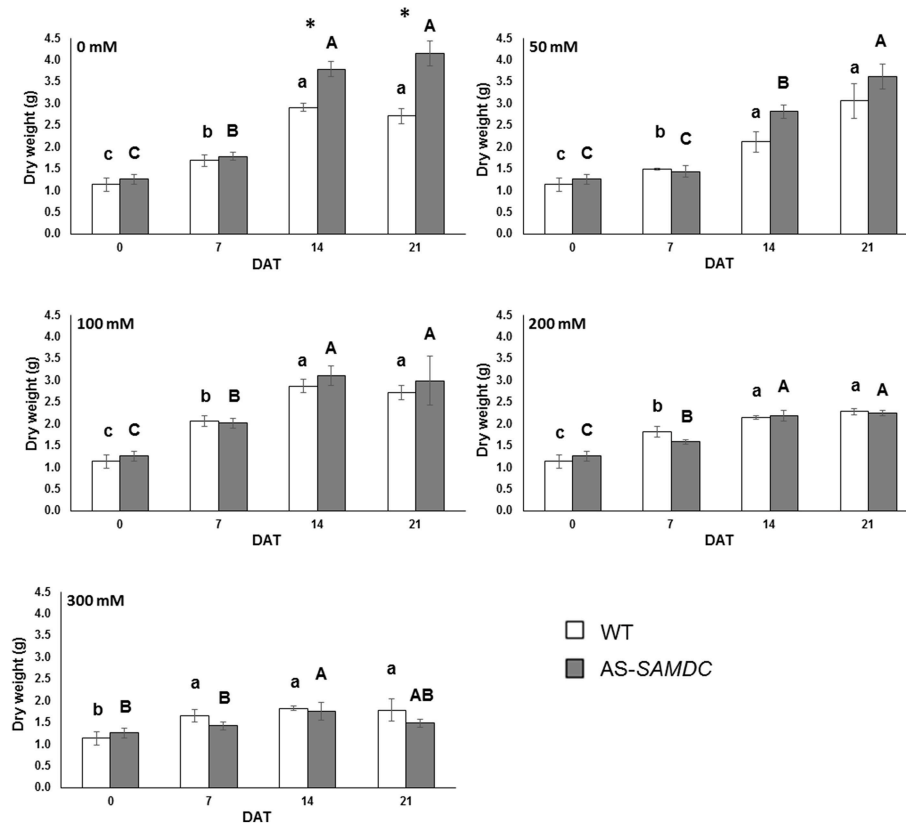 * *
0 mM
Dry weight (g)
4.5
4.0
3.5
3.0
2.5
2.0
1.5
1.0
0.5
0.0
c C b B a A a A
0 7 14 21
DAT
50 mM
Dry weight (g)
4.5
4.0
3.5
3.0
2.5
2.0
1.5
1.0
0.5
0.0
c C b C a B a A
0 7 14 21
DAT
100 mM
Dry weight (g)
4.5
4.0
3.5
3.0
2.5
2.0
1.5
1.0
0.5
0.0
c C b B a A a A
0 7 14 21
DAT
200 mM
Dry weight (g)
4.5
4.0
3.5
3.0
2.5
2.0
1.5
1.0
0.5
0.0
c C b B a A a A
0 7 14 21
DAT
300 mM
Dry weight (g)
4.5
4.0
3.5
3.0
2.5
2.0
1.5
1.0
0.5
0.0
b B a B a A a AB
0 7 14 21
DAT
WT
AS-SAMDC